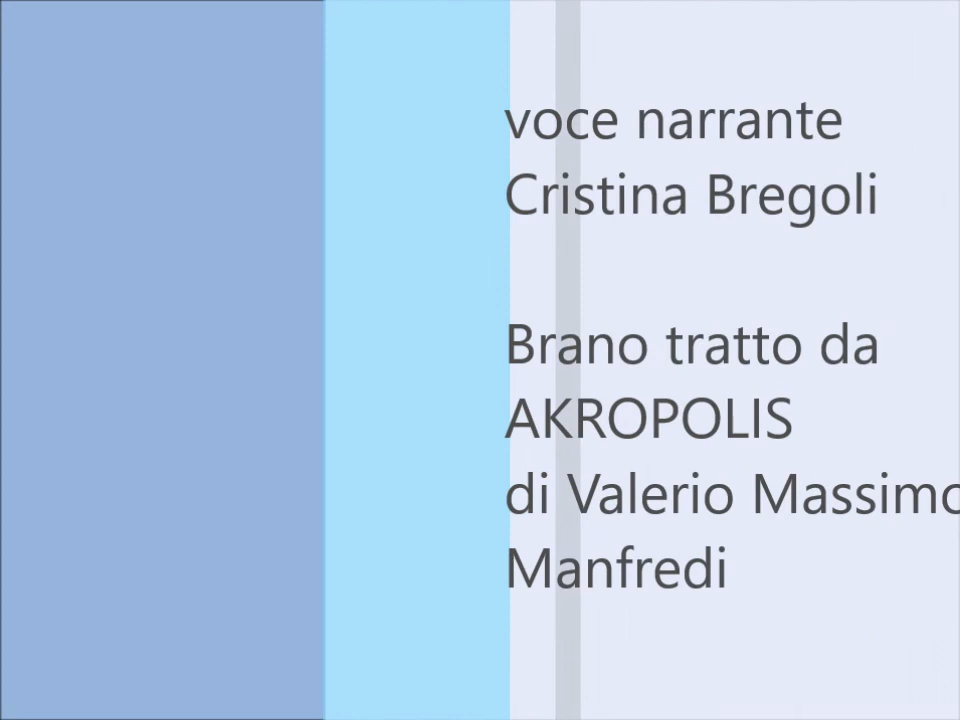 voce narrante
Cristina Bregoli
Brano tratto da
AKROPOLIS
di Valerio Massimo
Manfredi